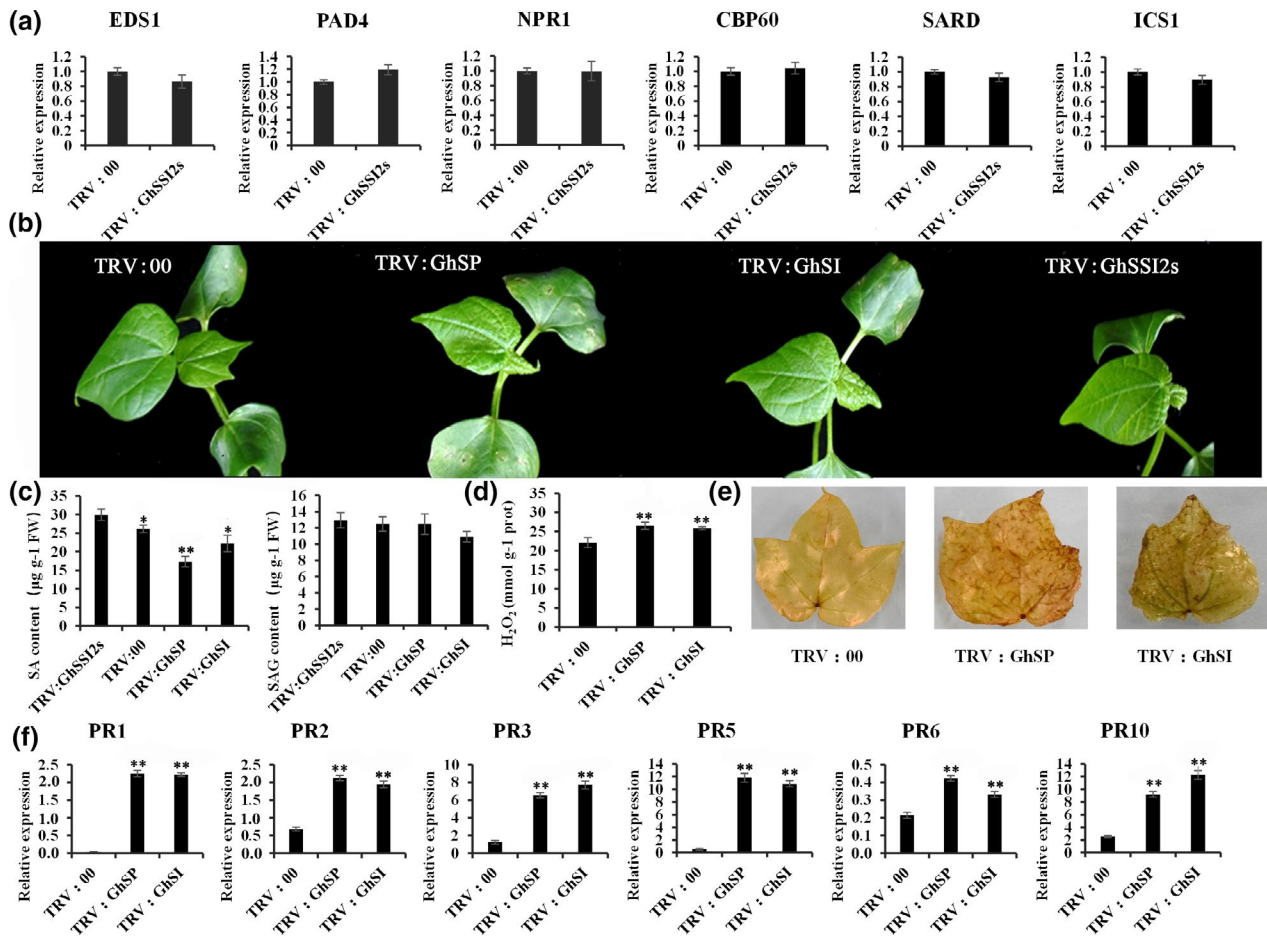 (a)
EDS1 PAD4 NPR1 CBP60 SARD ICS1
Relative expression
1.2
1.0
0.8
0.6
0.4
0.2
0
TRV : 00
TRV : GhSSI2s
Relative expression
1.4
1.2
1.0
0.8
0.6
0.4
0.2
0
TRV : 00
TRV : GhSSI2s
Relative expression
1.2
1.0
0.8
0.6
0.4
0.2
0
TRV : 00
TRV : GhSSI2s
Relative expression
1.2
1.0
0.8
0.6
0.4
0.2
0
TRV : 00
TRV : GhSSI2s
Relative expression
1.2
1.0
0.8
0.6
0.4
0.2
0
TRV : 00
TRV : GhSSI2s
Relative expression
1.2
1.0
0.8
0.6
0.4
0.2
0
TRV : 00
TRV : GhSSI2s
(b)
TRV:00 TRV:GhSP TRV:GhSI TRV:GhSSI2s
(c)
SA content (μg g-1 FW)
35
30
25
20
15
10
5
0
*
**
*
TRV:GhSSI2s
TRV:00
TRV:GhSP
TRV:GhSI
SAG content (μg g-1 FW)
16
14
12
10
8
6
4
2
0
TRV:GhSSI2s
TRV:00
TRV:GhSP
TRV:GhSI
(d)
H₂O₂ (mmol g-1 prot)
35
30
25
20
15
10
5
0
**
**
TRV : 00
TRV : GhSP
TRV : GhSI
(e)
TRV : 00 TRV : GhSP TRV : GhSI
(f)
PR1 PR2 PR3 PR5 PR6 PR10
Relative expression
2.5
2.0
1.5
1.0
0.5
0.0
** **
TRV : 00
TRV : GhSP
TRV : GhSI
Relative expression
2.5
2.0
1.5
1.0
0.5
0.0
** **
TRV : 00
TRV : GhSP
TRV : GhSI
Relative expression
10
8
6
4
2
0
** **
TRV : 00
TRV : GhSP
TRV : GhSI
Relative expression
14
12
10
8
6
4
2
0
** **
TRV : 00
TRV : GhSP
TRV : GhSI
Relative expression
0.5
0.4
0.3
0.2
0.1
0.0
** **
TRV : 00
TRV : GhSP
TRV : GhSI
Relative expression
14
12
10
8
6
4
2
0
** **
TRV : 00
TRV : GhSP
TRV : GhSI